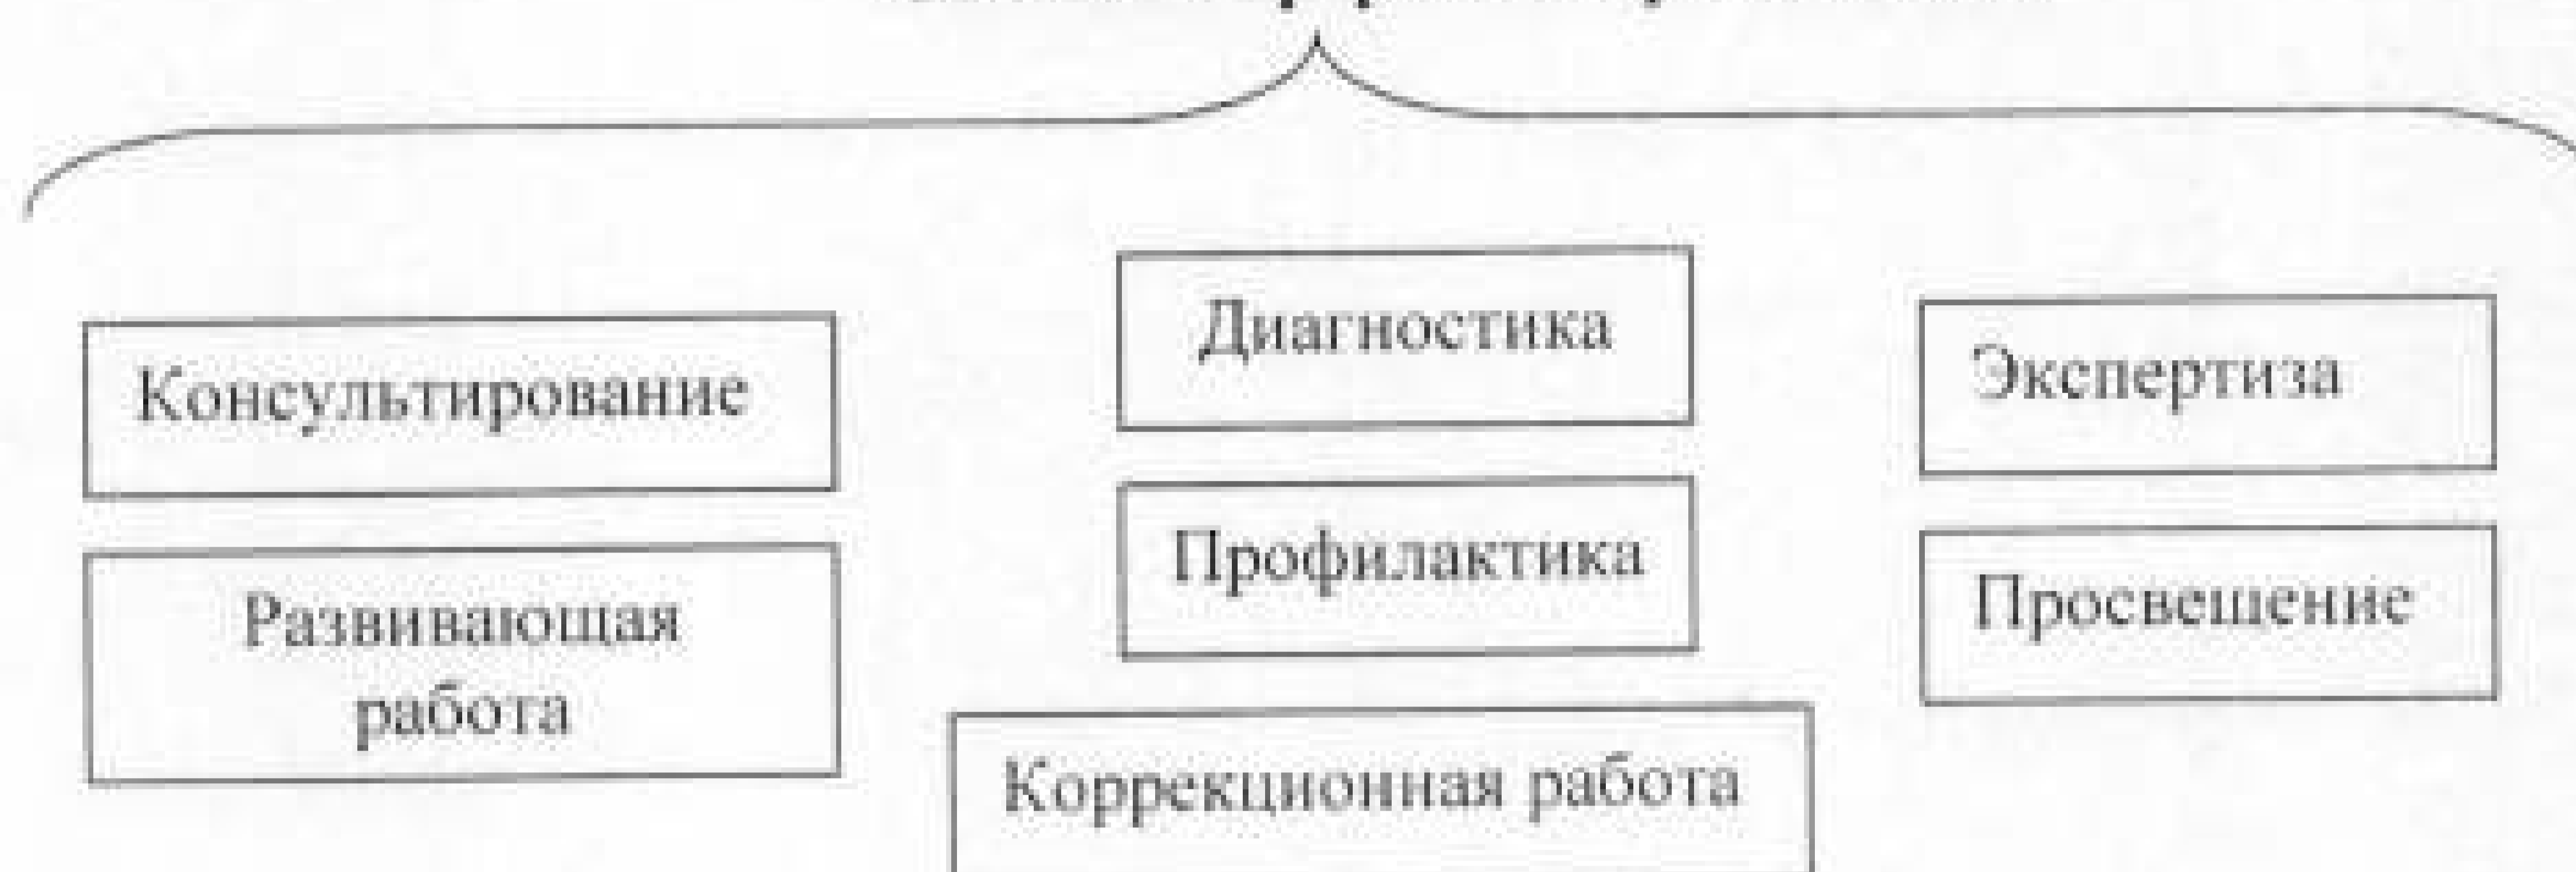 Диагностика
Консультирование
Экспертиза
Профилактика
Развивающая
работа
Просвещение
Коррекционная работа